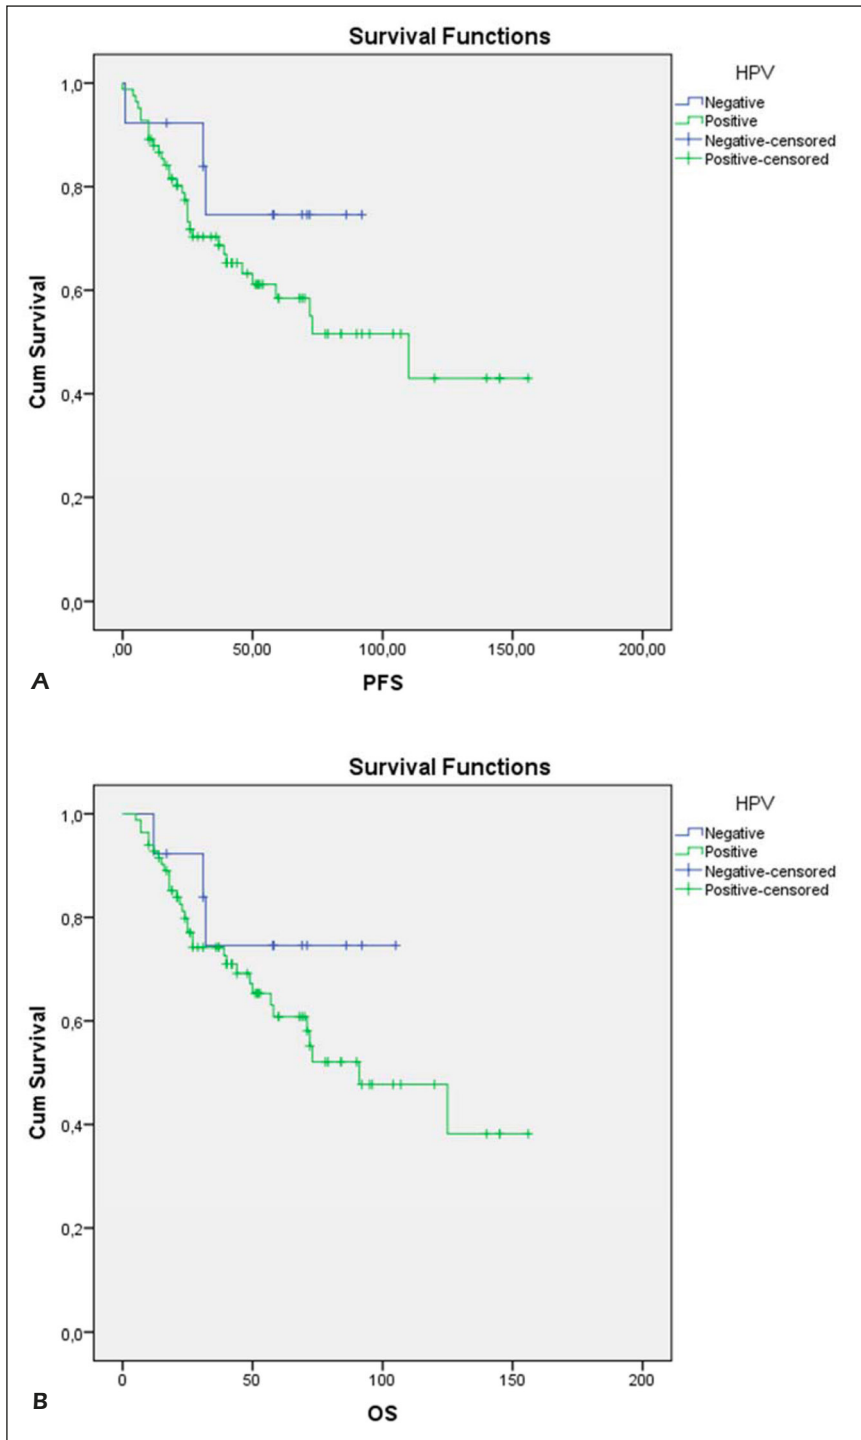 Survival Functions
HPV
Negative
Positive
Negative-censored
Positive-censored
1,0
0,8
0,6
0,4
0,2
0,0
Cum Survival
,00
50,00
100,00
150,00
200,00
PFS
A
Survival Functions
HPV
Negative
Positive
Negative-censored
Positive-censored
1,0
0,8
0,6
0,4
0,2
0,0
Cum Survival
0
50
100
150
200
OS
B